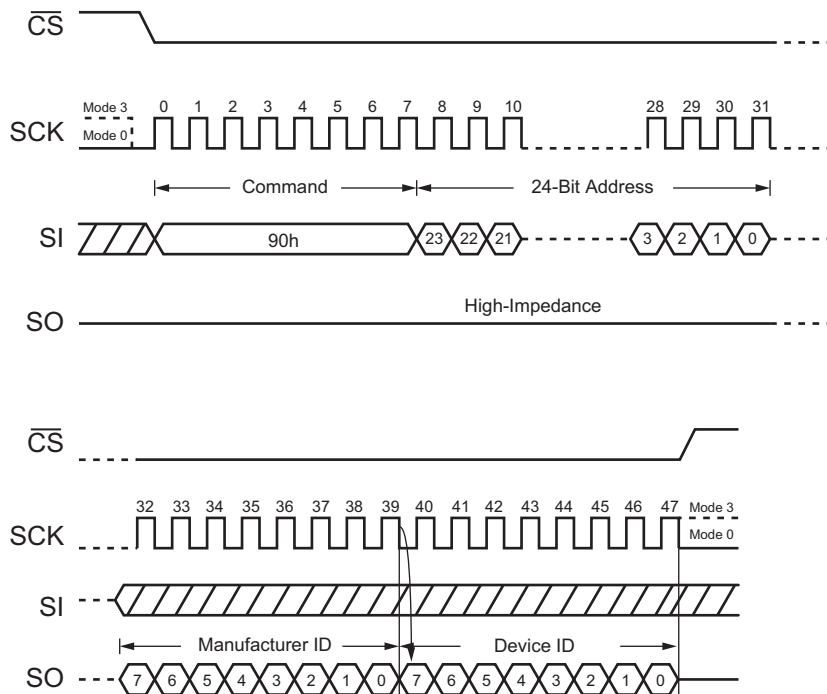 CS
Mode 3 0 1 2 3 4 5 6 7 8 9 10 28 29 30 31
SCK Mode 0
Command 24-Bit Address
SI 90h 23 22 21 3 2 1 0
High-Impedance
SO
CS
32 33 34 35 36 37 38 39 40 41 42 43 44 45 46 47 Mode 3
SCK Mode 0
SI
Manufacturer ID Device ID
SO 7 6 5 4 3 2 1 0 7 6 5 4 3 2 1 0